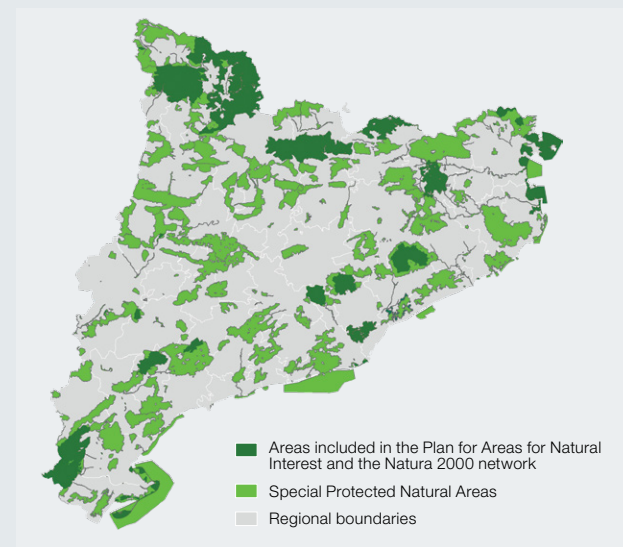 Areas included in the Plan for Areas for Natural
Interest and the Natura 2000 network
Special Protected Natural Areas
Regional boundaries